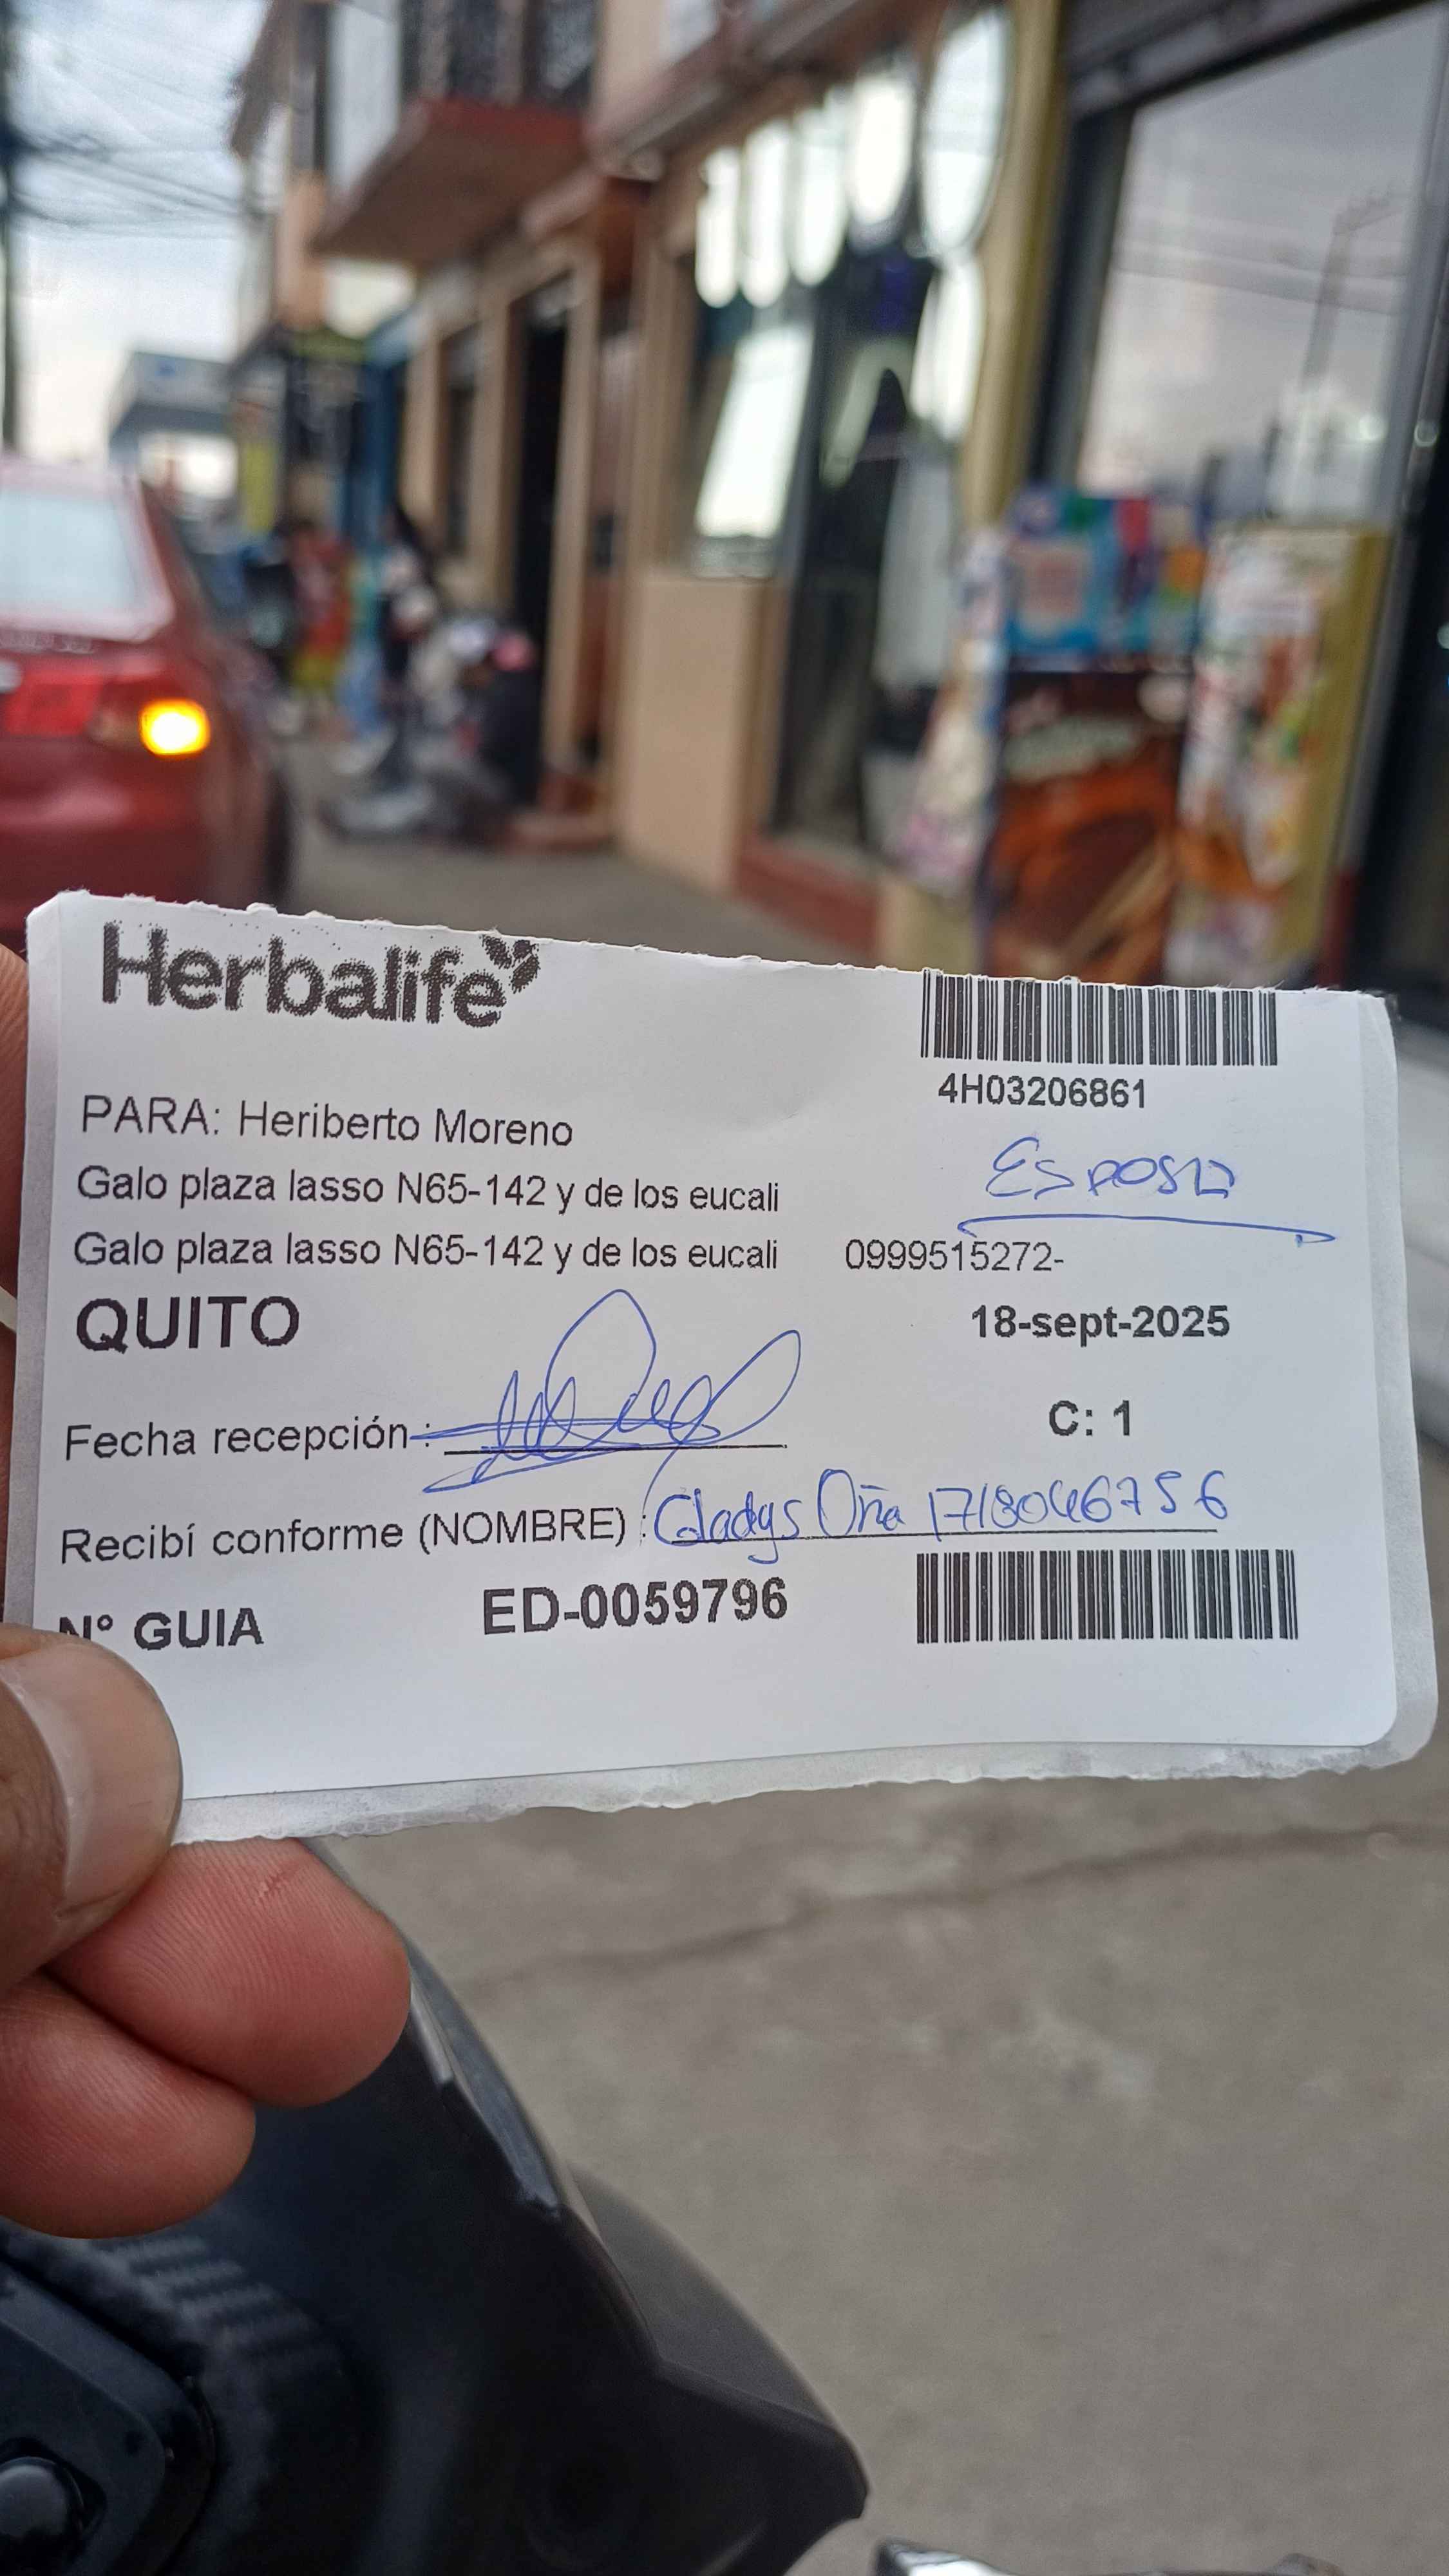 Herbalife
4H03206861
PARA: Heriberto Moreno
Esposa
Galo plaza lasso N65-142 y de los eucali
Galo plaza lasso N65-142 y de los eucali 0999515272-
QUITO
18-sept-2025
C: 1
Fecha recepción :
Recibí conforme (NOMBRE) : Gladys Oña 1718046756
N° GUIA ED-0059796